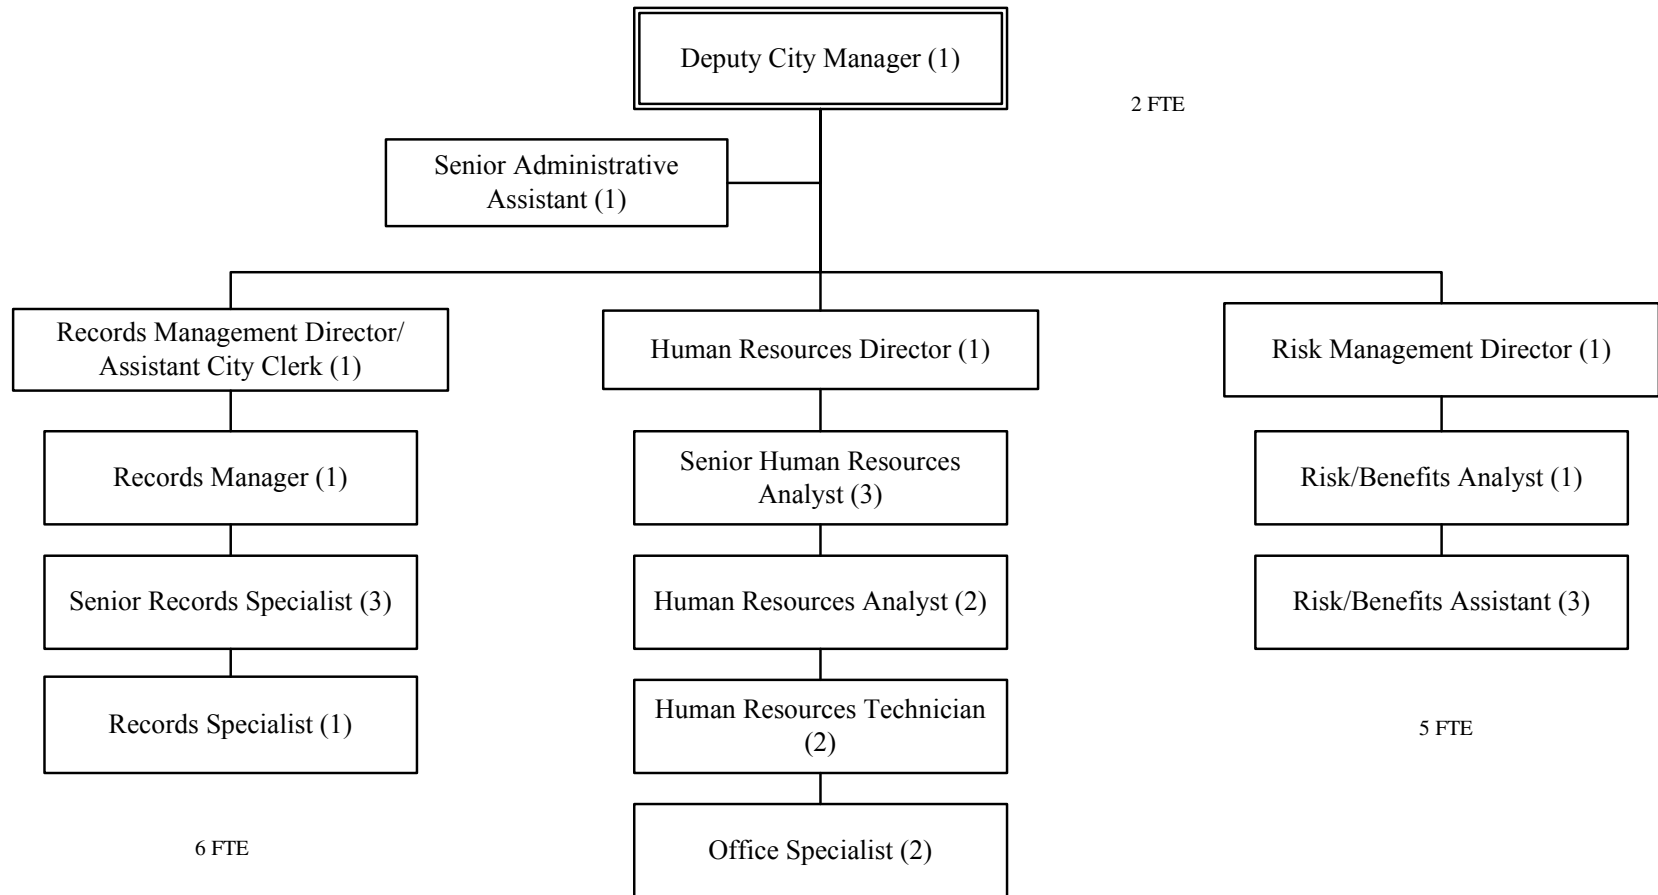 Deputy City Manager (1)
2 FTE
Senior Administrative
Assistant (1)
Records Management Director/
Assistant City Clerk (1)
Human Resources Director (1)
Risk Management Director (1)
Records Manager (1)
Senior Human Resources
Analyst (3)
Risk/Benefits Analyst (1)
Senior Records Specialist (3)
Human Resources Analyst (2)
Risk/Benefits Assistant (3)
Records Specialist (1)
Human Resources Technician
(2)
5 FTE
6 FTE
Office Specialist (2)